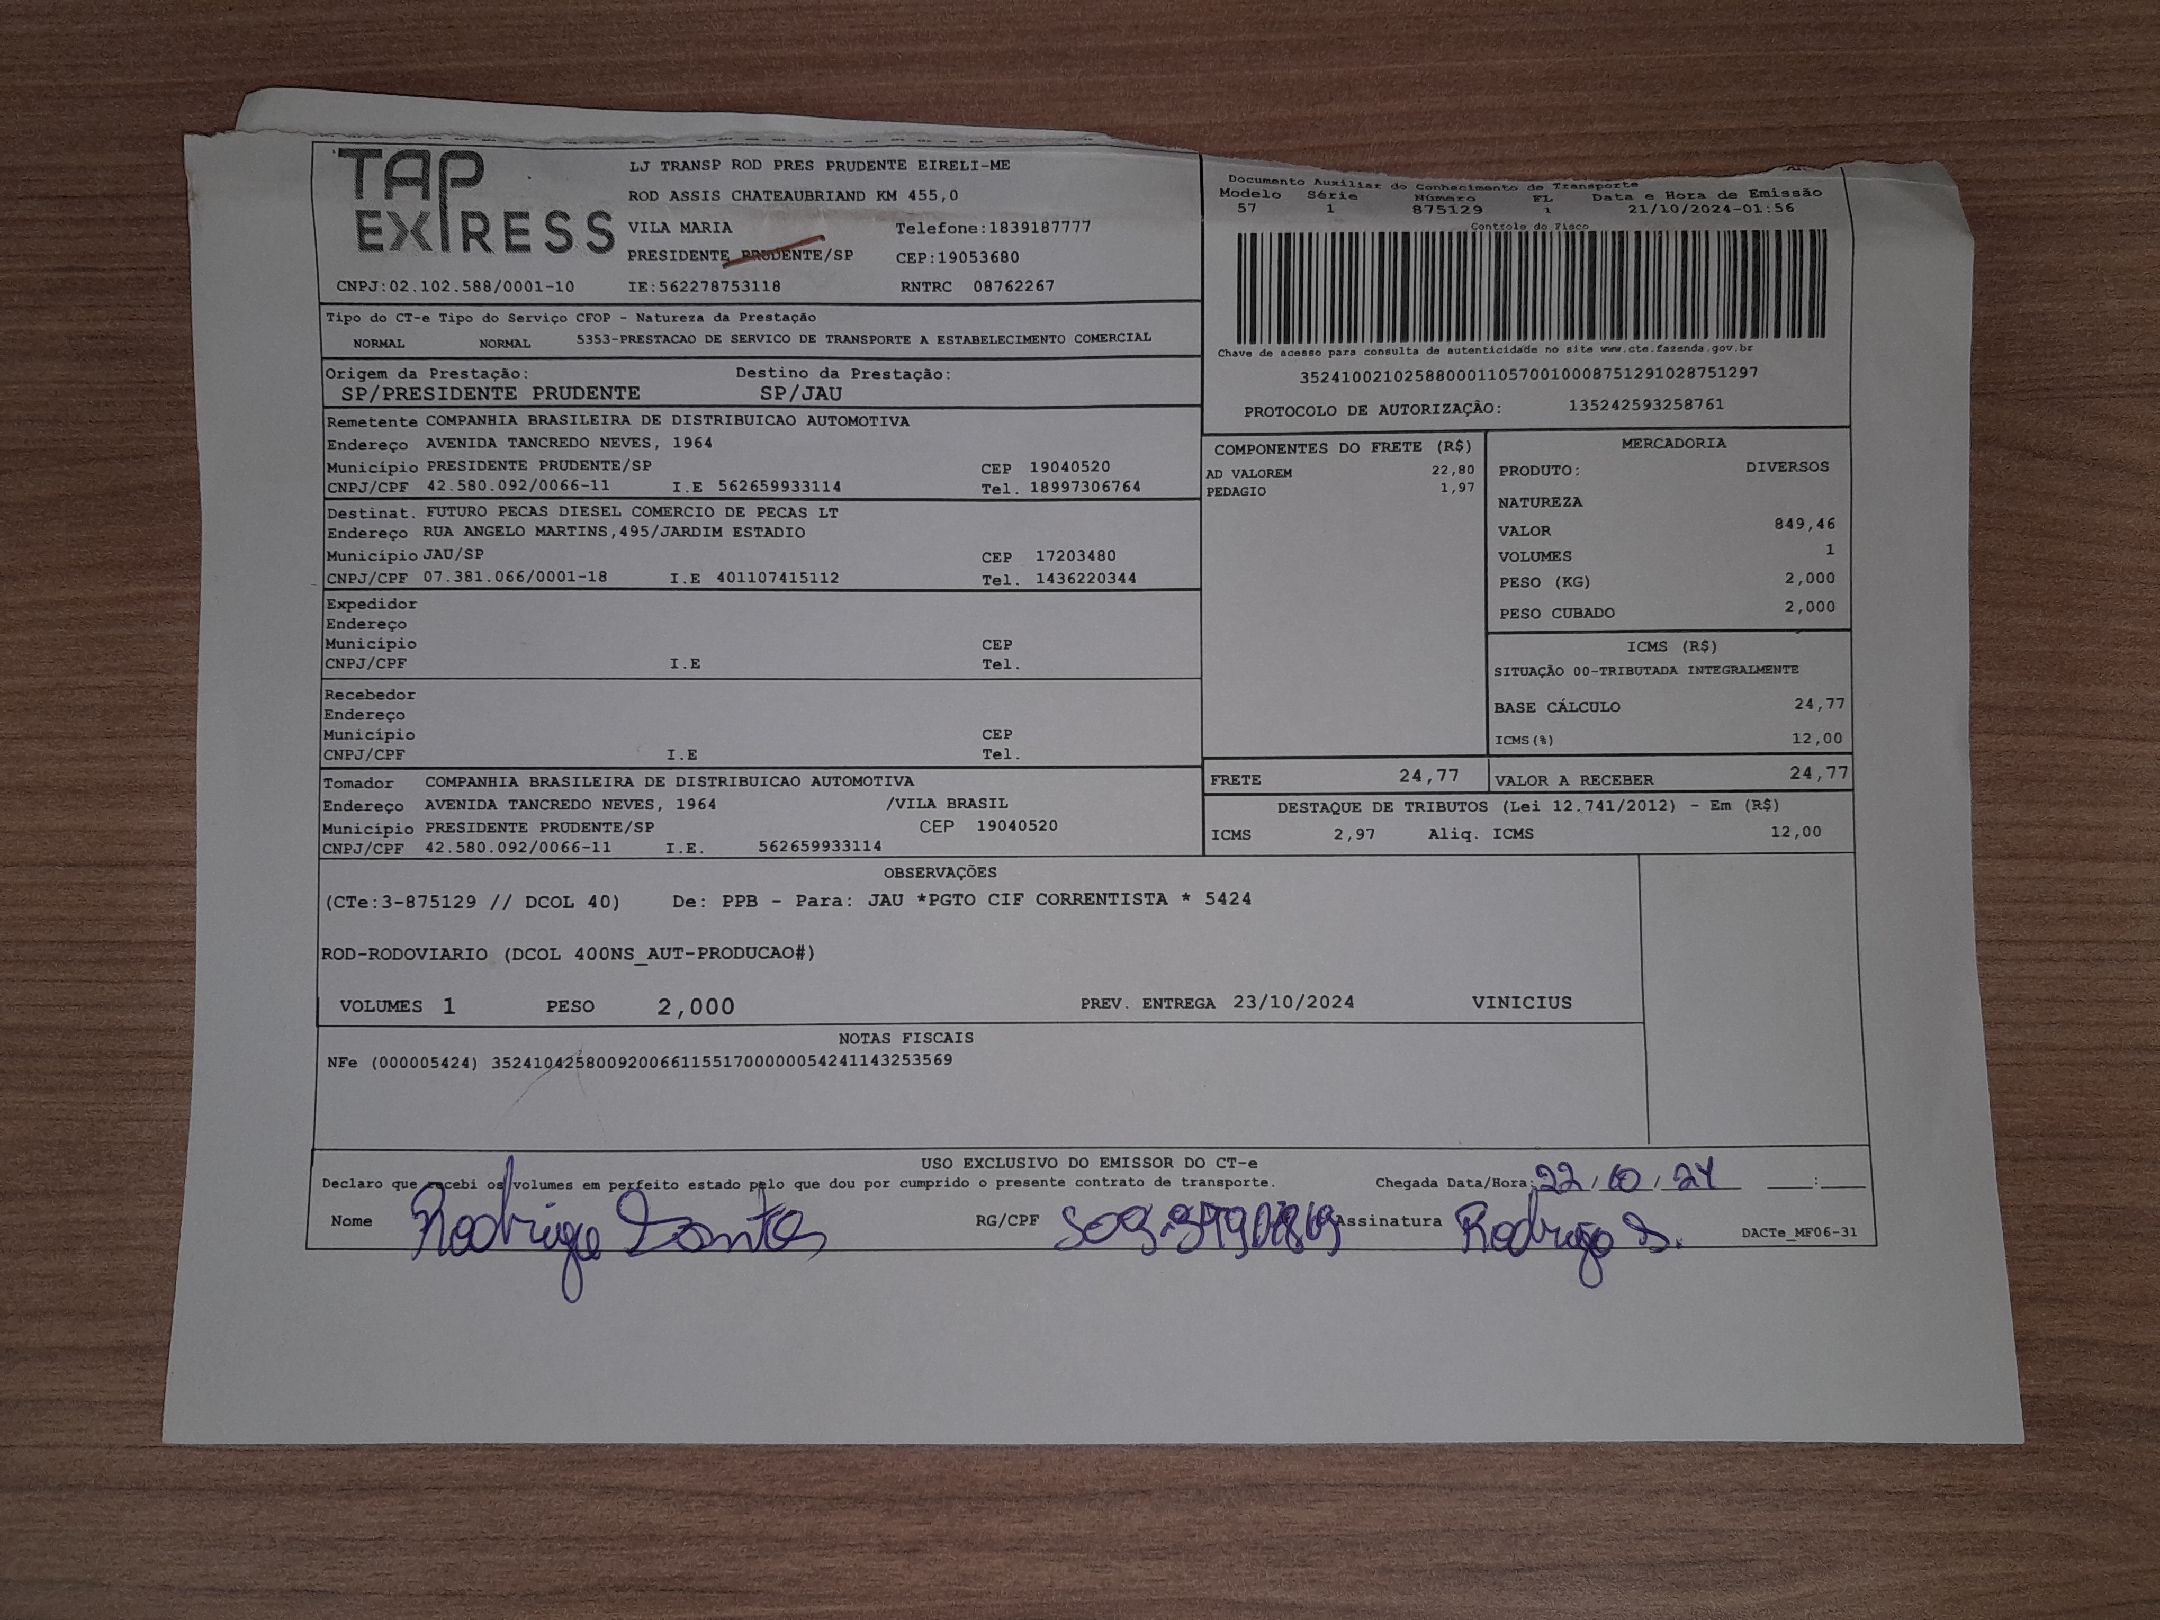 TAP EXPRESS
LJ TRANSP ROD PRES PRUDENTE EIRELI-ME
ROD ASSIS CHATEAUBRIAND KM 455,0
VILA MARIA Telefone:1839187777
PRESIDENTE PRUDENTE/SP CEP:19053680
CNPJ:02.102.588/0001-10 IE:562278753118 RNTRC 08762267
Documento Auxiliar do Conhecimento de Transporte
Modelo Série Número FL Data e Hora de Emissão
57 1 875129 1 21/10/2024-01:56
Controle do Fisco
Chave de acesso para consulta de autenticidade no site www.cte.fazenda.gov.br
35241002102588000110570010008751291028751297
PROTOCOLO DE AUTORIZAÇÃO: 135242593258761
Tipo do CT-e Tipo do Serviço CFOP - Natureza da Prestação
NORMAL NORMAL 5353-PRESTACAO DE SERVICO DE TRANSPORTE A ESTABELECIMENTO COMERCIAL
Origem da Prestação: Destino da Prestação:
SP/PRESIDENTE PRUDENTE SP/JAU
Remetente COMPANHIA BRASILEIRA DE DISTRIBUICAO AUTOMOTIVA
Endereço AVENIDA TANCREDO NEVES, 1964
Município PRESIDENTE PRUDENTE/SP CEP 19040520
CNPJ/CPF 42.580.092/0066-11 I.E 562659933114 Tel. 18997306764
Destinat. FUTURO PECAS DIESEL COMERCIO DE PECAS LT
Endereço RUA ANGELO MARTINS,495/JARDIM ESTADIO
Município JAU/SP CEP 17203480
CNPJ/CPF 07.381.066/0001-18 I.E 401107415112 Tel. 1436220344
Expedidor
Endereço
Município CEP
CNPJ/CPF I.E Tel.
Recebedor
Endereço
Município CEP
CNPJ/CPF I.E Tel.
Tomador COMPANHIA BRASILEIRA DE DISTRIBUICAO AUTOMOTIVA
Endereço AVENIDA TANCREDO NEVES, 1964 /VILA BRASIL
Município PRESIDENTE PRUDENTE/SP CEP 19040520
CNPJ/CPF 42.580.092/0066-11 I.E. 562659933114
COMPONENTES DO FRETE (R$)
AD VALOREM 22,80
PEDAGIO 1,97
MERCADORIA
PRODUTO: DIVERSOS
NATUREZA
VALOR 849,46
VOLUMES 1
PESO (KG) 2,000
PESO CUBADO 2,000
ICMS (R$)
SITUAÇÃO 00-TRIBUTADA INTEGRALMENTE
BASE CÁLCULO 24,77
ICMS(%) 12,00
FRETE 24,77 VALOR A RECEBER 24,77
DESTAQUE DE TRIBUTOS (Lei 12.741/2012) - Em (R$)
ICMS 2,97 Aliq. ICMS 12,00
OBSERVAÇÕES
(CTe:3-875129 // DCOL 40) De: PPB - Para: JAU *PGTO CIF CORRENTISTA * 5424
ROD-RODOVIARIO (DCOL 400NS_AUT-PRODUCAO#)
VOLUMES 1 PESO 2,000 PREV. ENTREGA 23/10/2024 VINICIUS
NOTAS FISCAIS
NFe (000005424) 35241042580092006611551700000054241143253569
USO EXCLUSIVO DO EMISSOR DO CT-e
Declaro que recebi os volumes em perfeito estado pelo que dou por cumprido o presente contrato de transporte. Chegada Data/Hora: 22/10/24 __:__
Nome Rodrigo Santos RG/CPF Assinatura Rodrigo S. DACTe_MF06-31